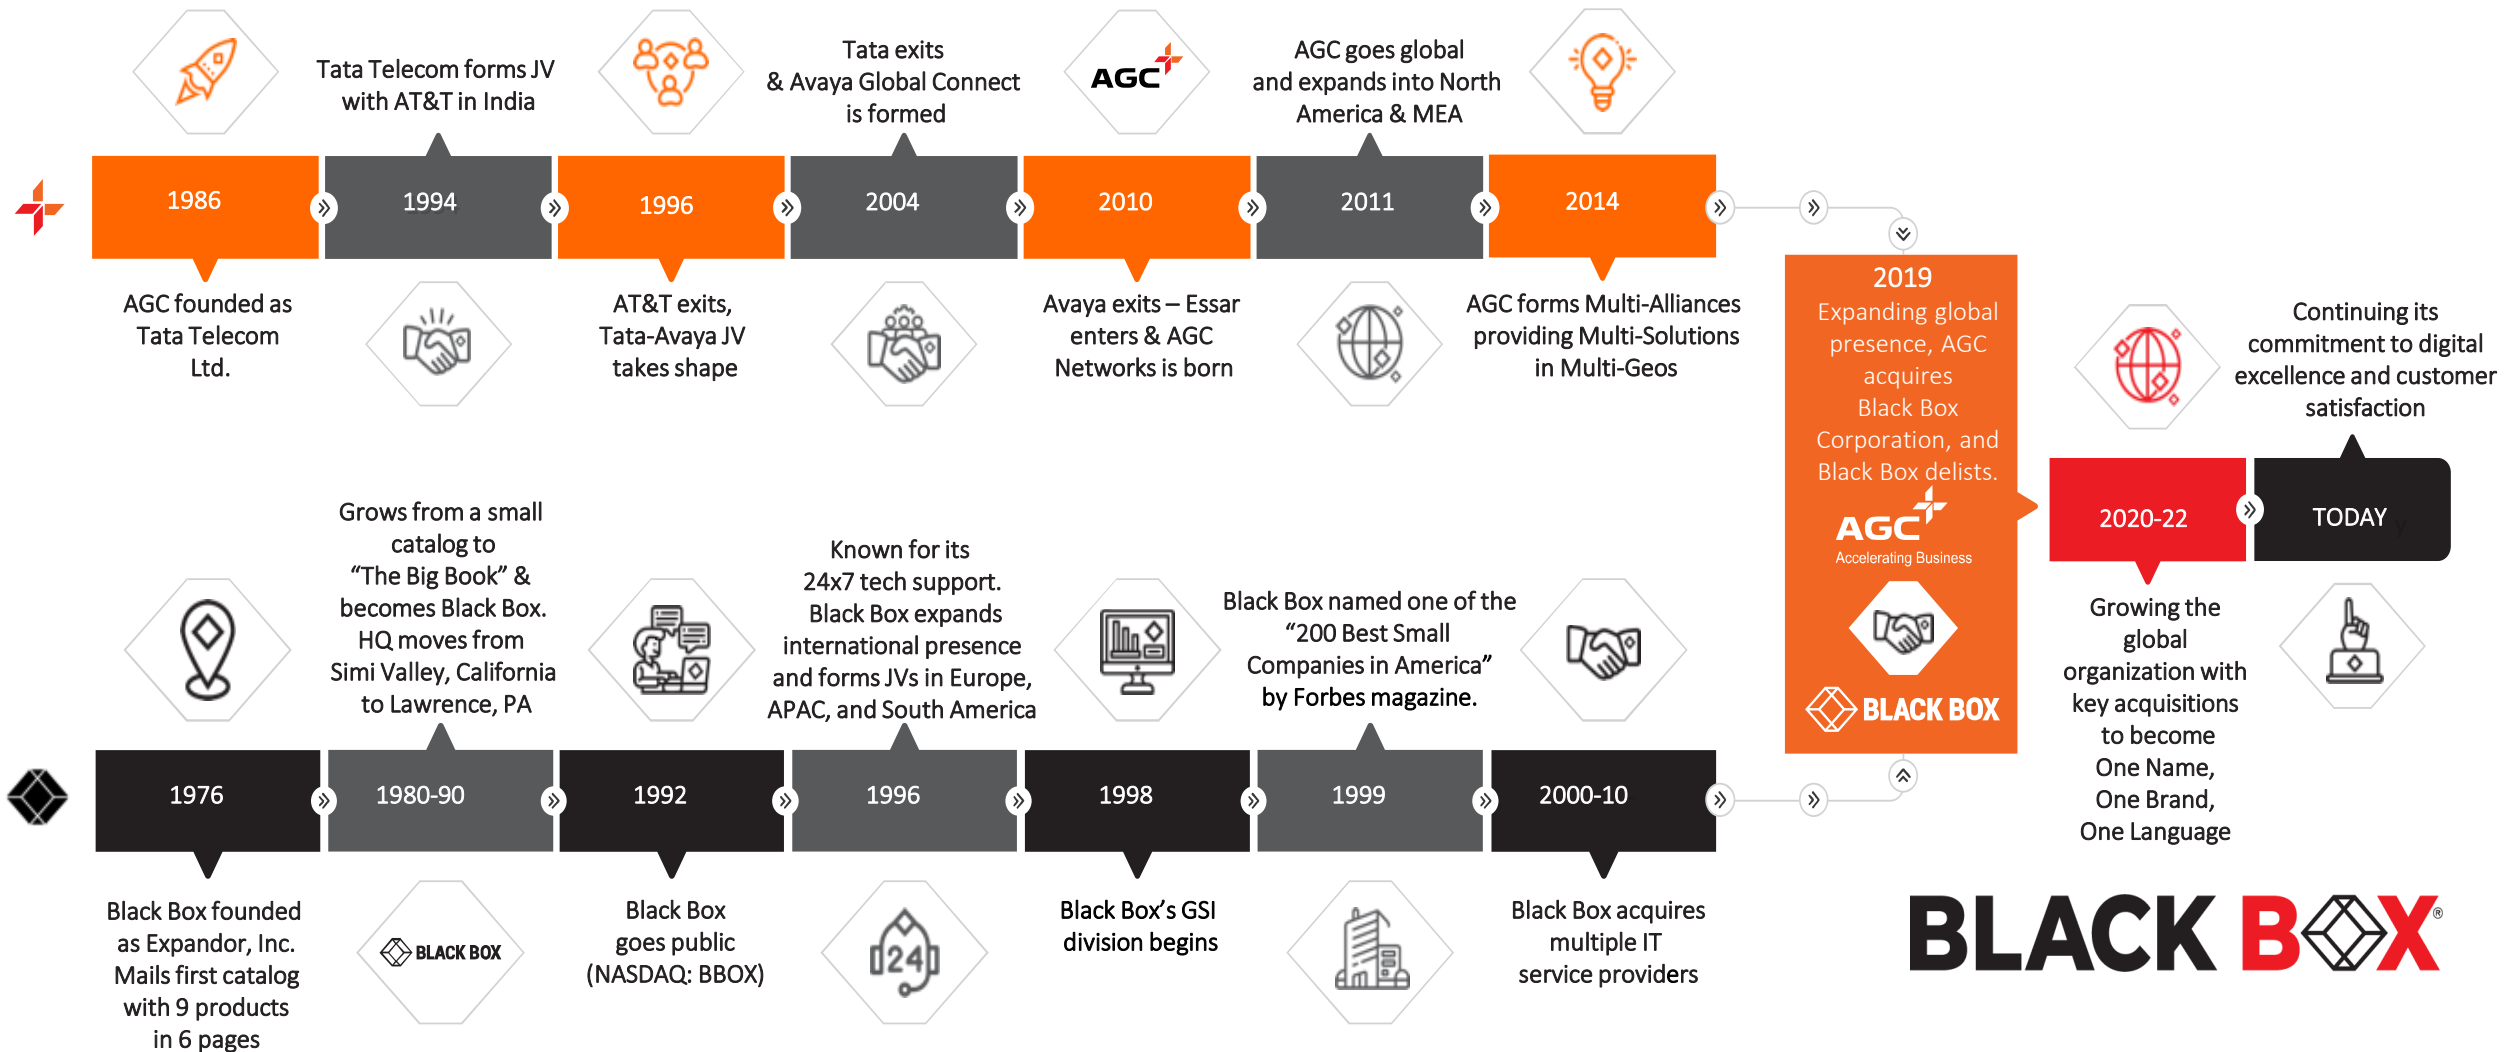 1986
AGC founded as
Tata Telecom
Ltd.
Tata Telecom forms JV
with AT&T in India
1994
1996
AT&T exits,
Tata-Avaya JV
takes shape
Tata exits
& Avaya Global Connect
is formed
2004
AGC
2010
Avaya exits – Essar
enters & AGC
Networks is born
AGC goes global
and expands into North
America & MEA
2011
2014
AGC forms Multi-Alliances
providing Multi-Solutions
in Multi-Geos
1976
Black Box founded
as Expandor, Inc.
Mails first catalog
with 9 products
in 6 pages
Grows from a small
catalog to
“The Big Book” &
becomes Black Box.
HQ moves from
Simi Valley, California
to Lawrence, PA
1980-90
BLACK BOX
1992
Black Box
goes public
(NASDAQ: BBOX)
Known for its
24x7 tech support.
Black Box expands
international presence
and forms JVs in Europe,
APAC, and South America
1996
24
1998
Black Box’s GSI
division begins
Black Box named one of the
“200 Best Small
Companies in America”
by Forbes magazine.
1999
2000-10
Black Box acquires
multiple IT
service providers
2019
Expanding global
presence, AGC
acquires
Black Box
Corporation, and
Black Box delists.
AGC
Accelerating Business
BLACK BOX
2020-22
Growing the
global
organization with
key acquisitions
to become
One Name,
One Brand,
One Language
Continuing its
commitment to digital
excellence and customer
satisfaction
TODAY y
BLACK BOX®